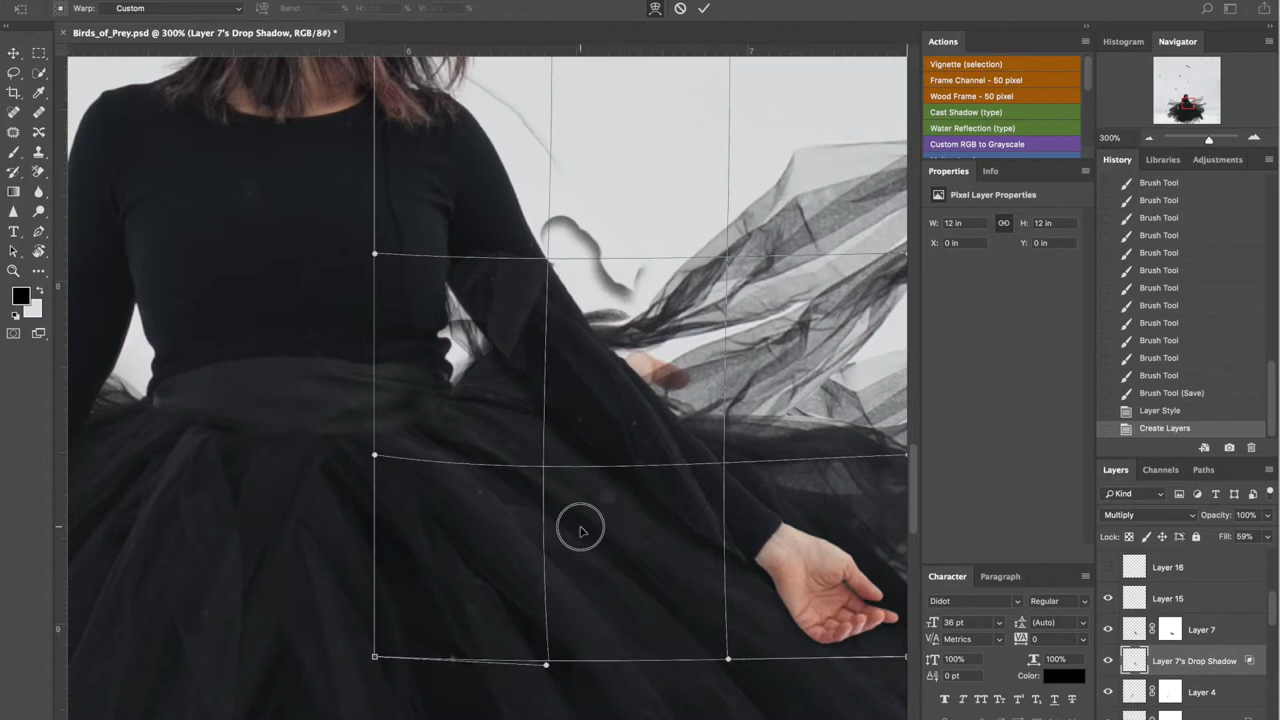 Warp: Custom Bend: %
Birds_of_Prey.psd @ 300% (Layer 7's Drop Shadow, RGB/8#) *
6 7
8
8
Actions
Vignette (selection)
Frame Channel - 50 pixel
Wood Frame - 50 pixel
Cast Shadow (type)
Water Reflection (type)
Custom RGB to Grayscale
Properties Info
Pixel Layer Properties
W: 12 in H: 12 in
X: 0 in Y: 0 in
Character Paragraph
Didot Regular
36 pt (Auto)
Metrics 0
100% 100%
0 pt Color:
Histogram Navigator
300%
History Libraries Adjustments
Brush Tool
Brush Tool
Brush Tool
Brush Tool
Brush Tool
Brush Tool
Brush Tool
Brush Tool
Brush Tool
Brush Tool
Brush Tool
Brush Tool
Brush Tool (Save)
Layer Style
Create Layers
Layers Channels Paths
Kind
Multiply Opacity: 100%
Lock: Fill: 59%
Layer 16
Layer 15
Layer 7
Layer 7's Drop Shadow
Layer 4